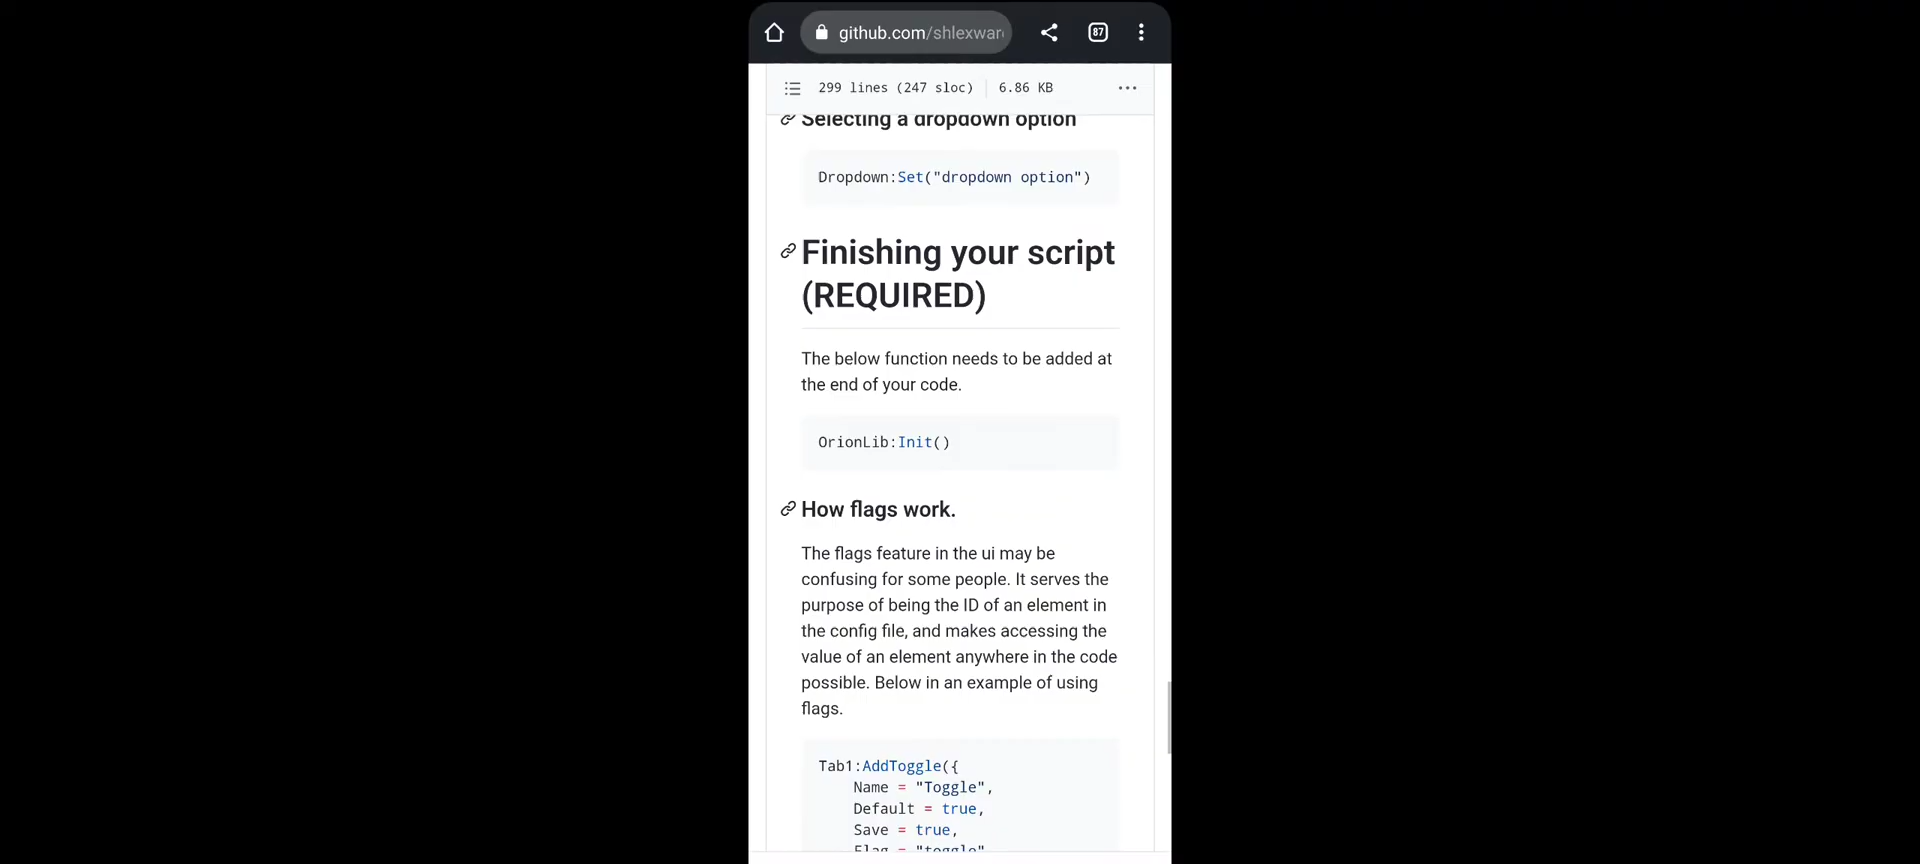 github.com/shlexwar
87
299 lines (247 sloc) 6.86 KB
Selecting a dropdown option
Dropdown:Set("dropdown option")
Finishing your script
(REQUIRED)
The below function needs to be added at
the end of your code.
OrionLib:Init()
How flags work.
The flags feature in the ui may be
confusing for some people. It serves the
purpose of being the ID of an element in
the config file, and makes accessing the
value of an element anywhere in the code
possible. Below in an example of using
flags.
Tab1:AddToggle({
Name = "Toggle",
Default = true,
Save = true,
Flag = "toggle"